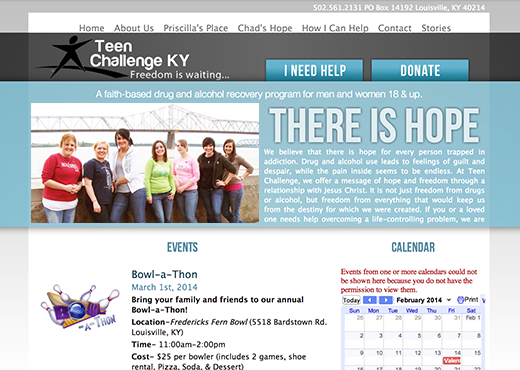 502.561.2131 PO Box 14192 Louisville, KY 40214
Home About Us Priscilla's Place Chad's Hope How I Can Help Contact Stories
Teen
Challenge KY
Freedom is waiting...
I NEED HELP
DONATE
A faith-based drug and alcohol recovery program for men and women 18 & up.
THERE IS HOPE
We believe that there is hope for every person trapped in
addiction. Drug and alcohol use leads to feelings of guilt and
despair, while the pain inside seems to be endless. At Teen
Challenge, we offer a message of hope and freedom through a
relationship with Jesus Christ. It is not just freedom from drugs
or alcohol, but freedom from everything that would keep us
from the destiny for which we were created. If you or a loved
one needs help overcoming a life-controlling problem, we are
EVENTS
BOWL
-A-THON
Bowl-a-Thon
March 1st, 2014
Bring your family and friends to our annual
Bowl-a-Thon!
Location-Fredericks Fern Bowl (5518 Bardstown Rd.
Louisville, KY)
Time- 11:00am-2:00pm
Cost- $25 per bowler (includes 2 games, shoe
rental, Pizza, Soda, & Dessert)
CALENDAR
Events from one or more calendars could not
be shown here because you do not have the
permission to view them.
Today February 2014 Print
Sun Mon Tue Wed Thu Fri Sat
26 27 28 29 30 31 Feb 1
2 3 4 5 6 7 8
9 10 11 12 13 14 15
Valen